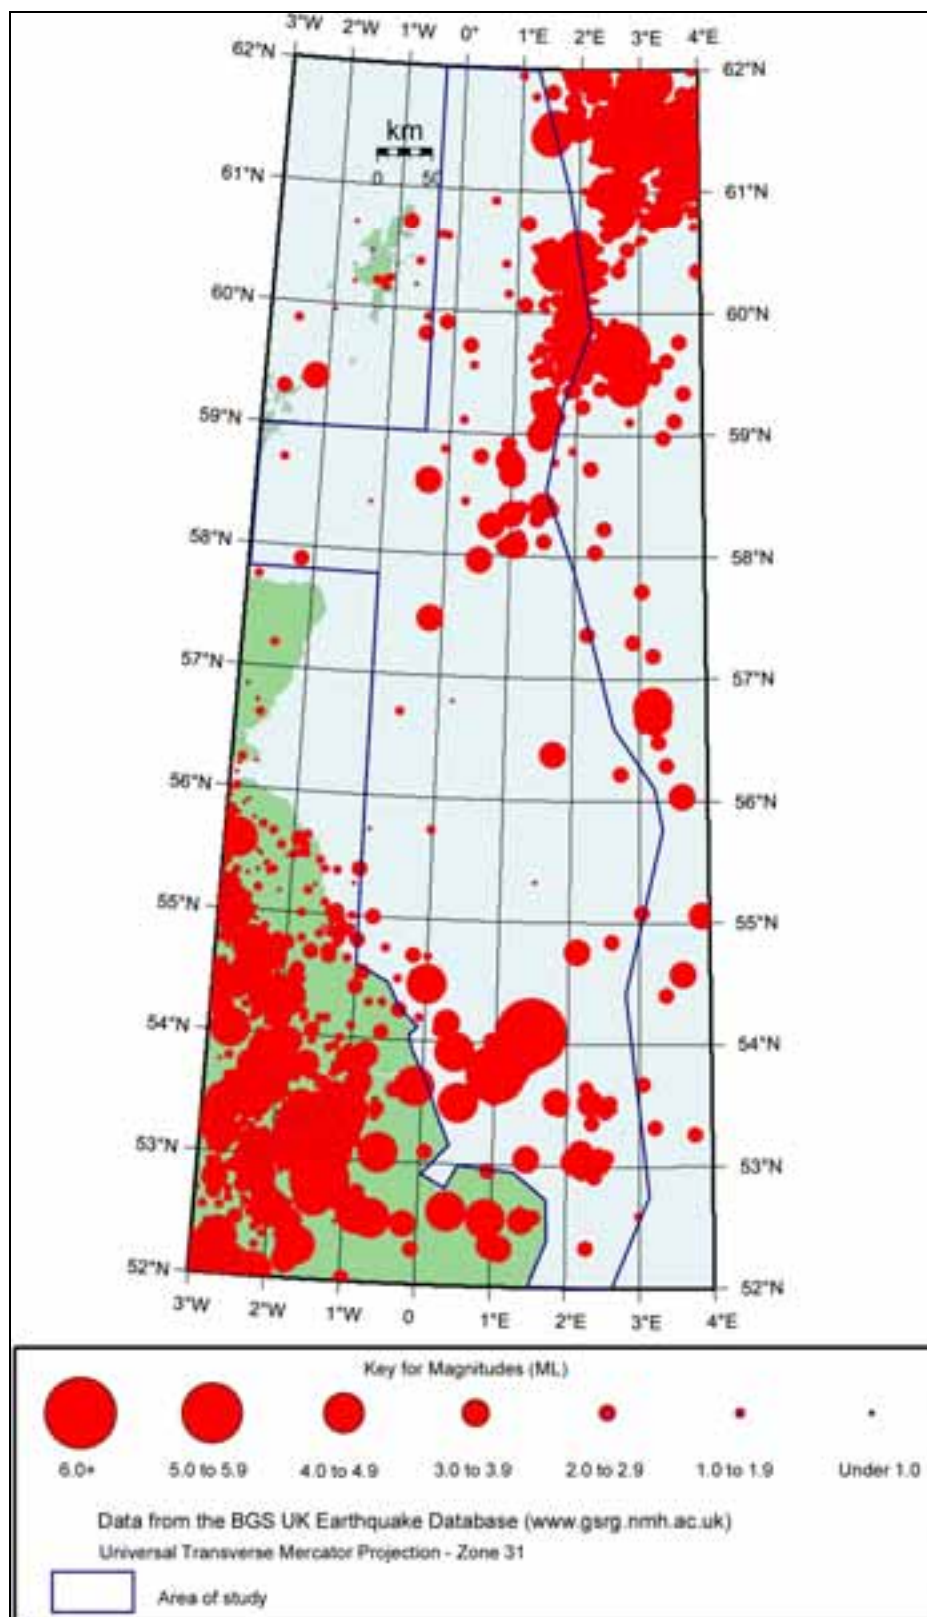 3°W 2°W 1°W 0° 1°E 2°E 3°E 4°E
62°N 62°N
km
0 50
61°N 61°N
60°N 60°N
59°N 59°N
58°N 58°N
57°N 57°N
56°N 56°N
55°N 55°N
54°N 54°N
53°N 53°N
52°N 52°N
3°W 2°W 1°W 0 1°E 2°E 3°E 4°E
Key for Magnitudes (ML)
6.0+ 5.0 to 5.9 4.0 to 4.9 3.0 to 3.9 2.0 to 2.9 1.0 to 1.9 Under 1.0
Data from the BGS UK Earthquake Database (www.gsrg.nmh.ac.uk)
Universal Transverse Mercator Projection - Zone 31
Area of study